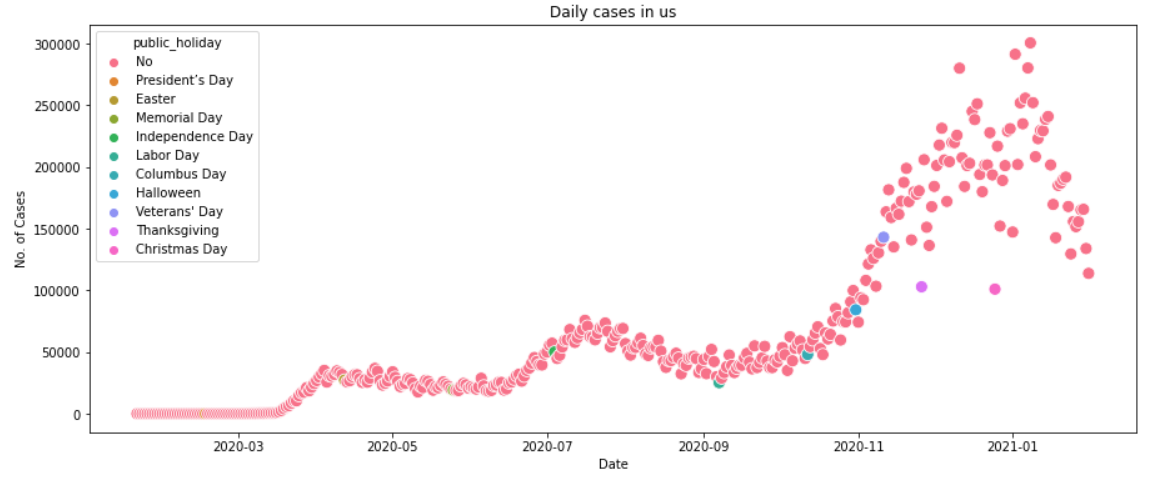 Daily cases in us
public_holiday
No
President’s Day
Easter
Memorial Day
Independence Day
Labor Day
Columbus Day
Halloween
Veterans' Day
Thanksgiving
Christmas Day
300000
250000
200000
150000
100000
50000
0
No. of Cases
2020-03 2020-05 2020-07 2020-09 2020-11 2021-01
Date